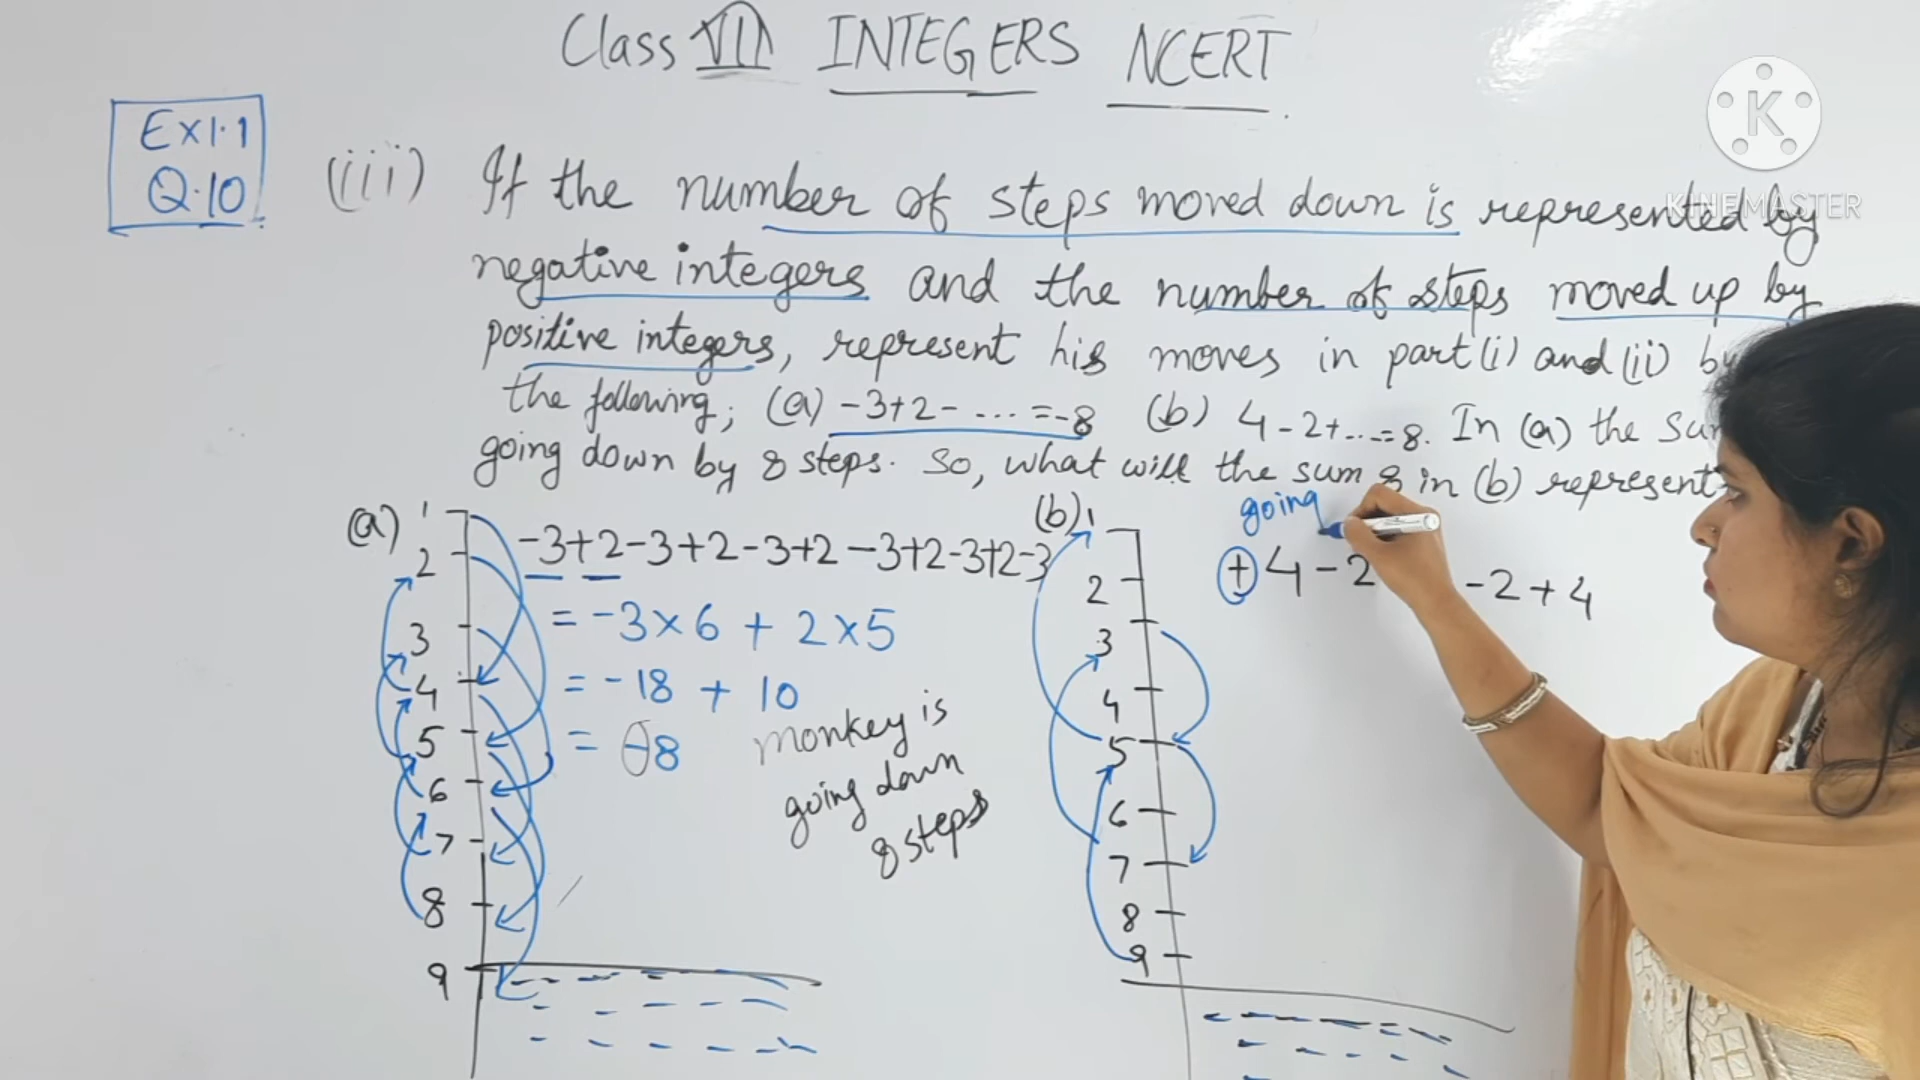 Class VII INTEGERS NCERT
Ex 1.1
Q.10
K
KINEMASTER
(iii) If the number of steps moved down is represented by
negative integers and the number of steps moved up by
positive integers, represent his moves in part (i) and (ii) by
the following; (a) -3+2-...=-8 (b) 4-2+...=8. In (a) the
going down by 8 steps. So, what will the sum 8 in (b) represent
(a)
1
2
3
4
5
6
7
8
9
-3+2-3+2-3+2-3+2-3+2-3
= -3×6 + 2×5
= -18 + 10
= -8
monkey is
going down
8 steps
(b)
1
2
3
4
5
6
7
8
9
going
+4-2 -2+4